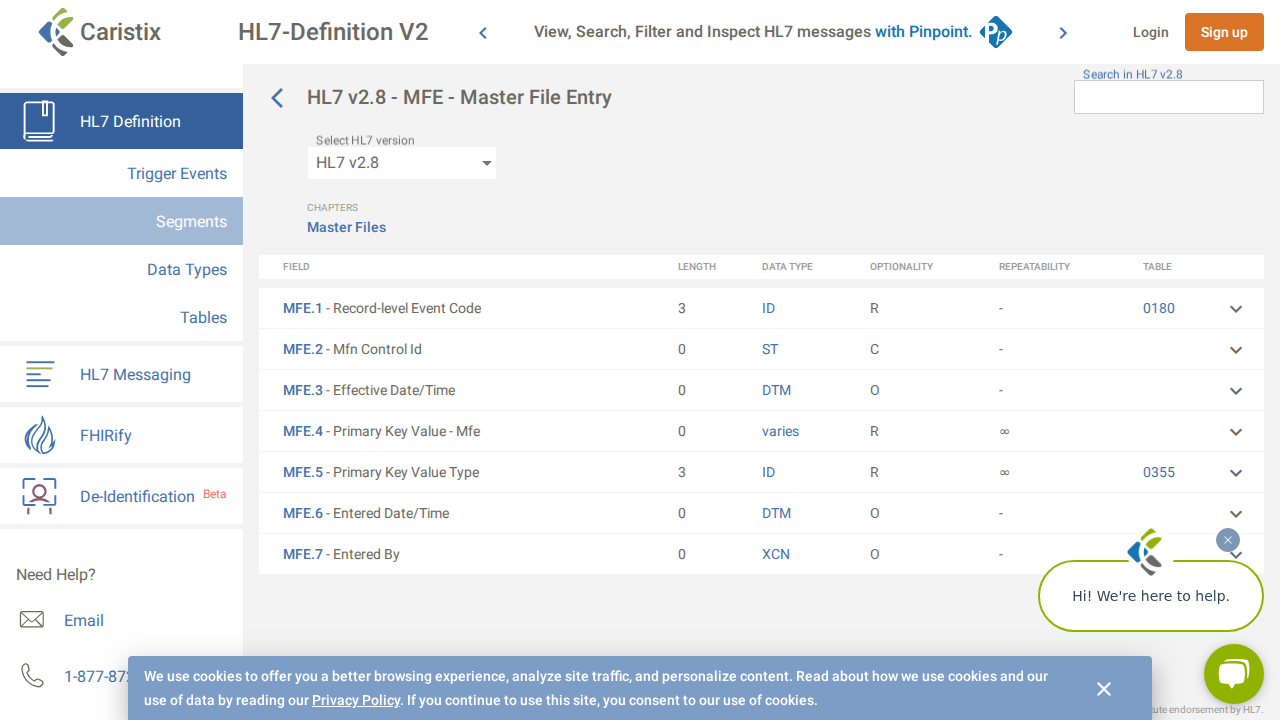 Caristix
HL7-Definition V2
View, Search, Filter and Inspect HL7 messages with Pinpoint.
Login
Sign up
HL7 Definition
Trigger Events
Segments
Data Types
Tables
HL7 Messaging
FHIRify
De-Identification Beta
Need Help?
Email
1-877-872
HL7 v2.8 - MFE - Master File Entry
Search in HL7 v2.8
Select HL7 version
HL7 v2.8
CHAPTERS
Master Files
FIELD LENGTH DATA TYPE OPTIONALITY REPEATABILITY TABLE
MFE.1 - Record-level Event Code 3 ID R - 0180
MFE.2 - Mfn Control Id 0 ST C -
MFE.3 - Effective Date/Time 0 DTM O -
MFE.4 - Primary Key Value - Mfe 0 varies R ∞
MFE.5 - Primary Key Value Type 3 ID R ∞ 0355
MFE.6 - Entered Date/Time 0 DTM O -
MFE.7 - Entered By 0 XCN O -
Hi! We're here to help.
We use cookies to offer you a better browsing experience, analyze site traffic, and personalize content. Read about how we use cookies and our
use of data by reading our Privacy Policy. If you continue to use this site, you consent to our use of cookies.
endorsement by HL7.